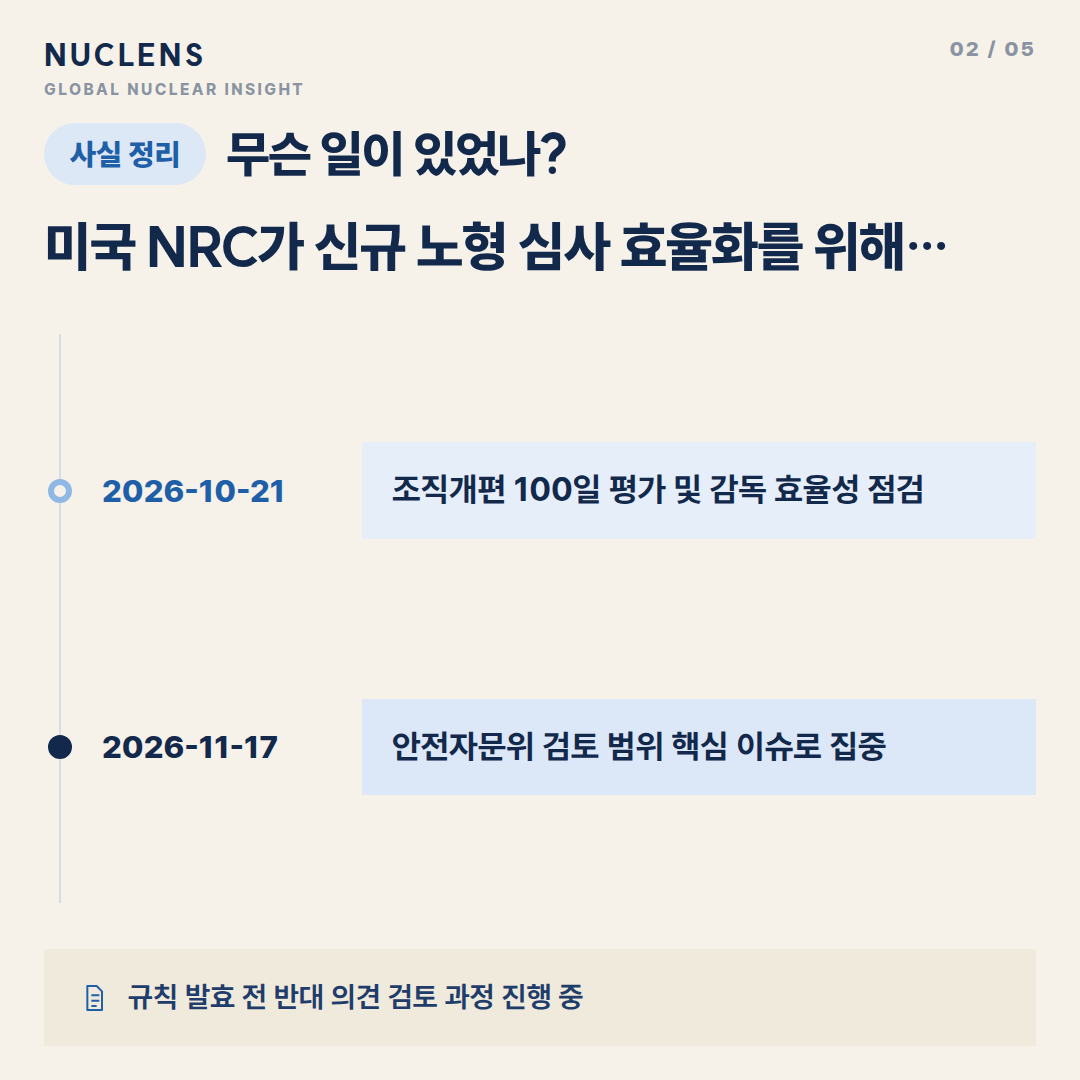 NUCLENS
02 / 05
GLOBAL NUCLEAR INSIGHT
사실 정리 무슨 일이 있었나?
미국 NRC가 신규 노형 심사 효율화를 위해…
2026-10-21 조직개편 100일 평가 및 감독 효율성 점검
2026-11-17 안전자문위 검토 범위 핵심 이슈로 집중
규칙 발효 전 반대 의견 검토 과정 진행 중